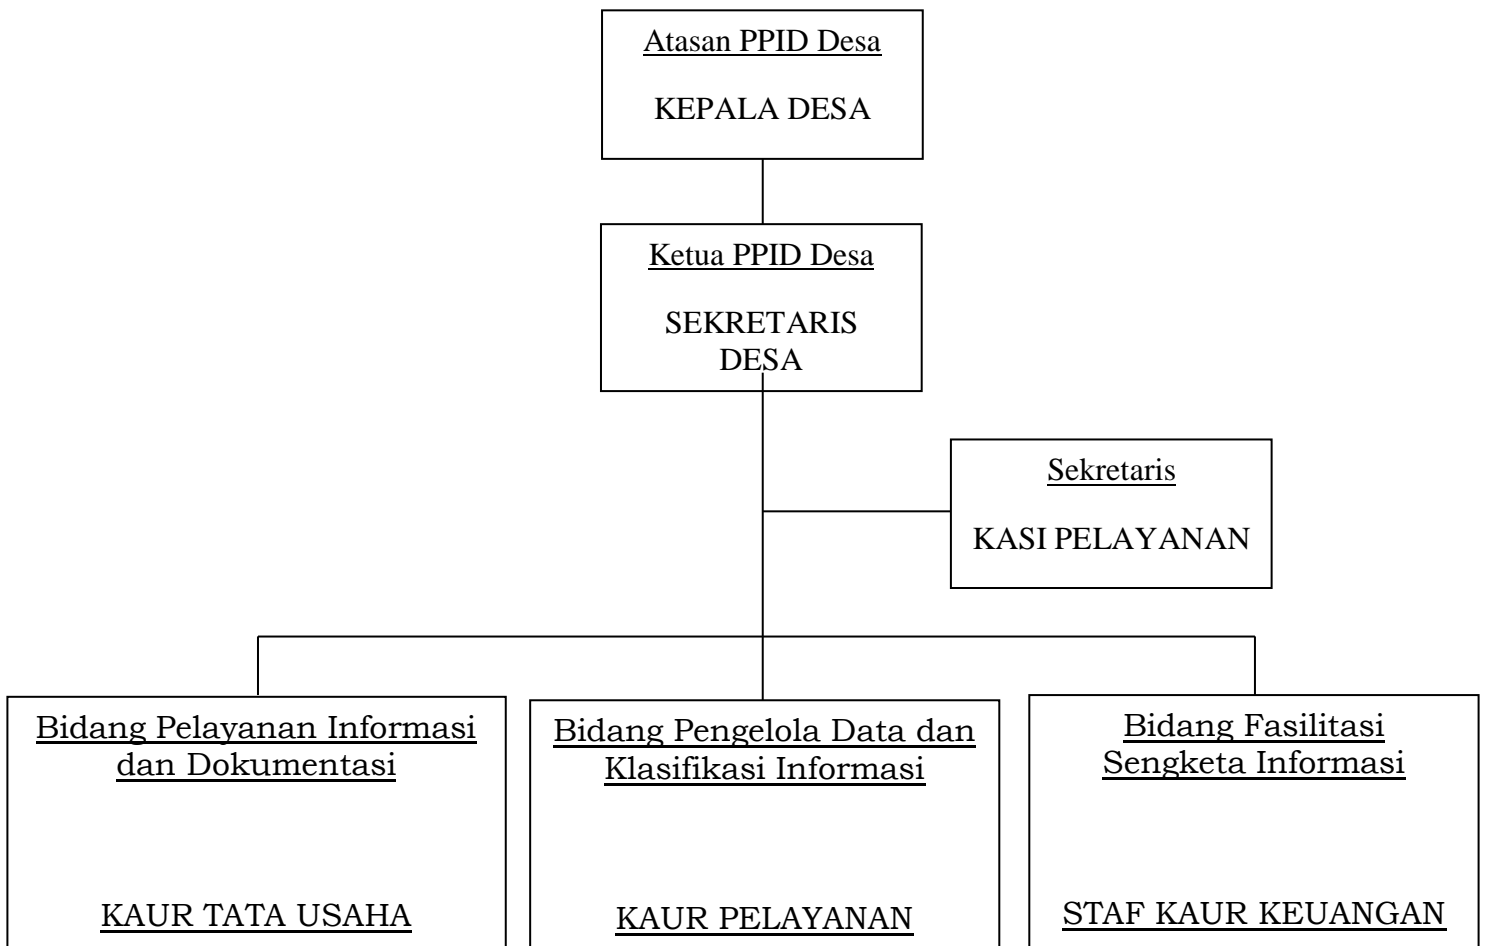 Atasan PPID Desa
KEPALA DESA
Ketua PPID Desa
SEKRETARIS
DESA
Sekretaris
KASI PELAYANAN
Bidang Pelayanan Informasi
dan Dokumentasi
KAUR TATA USAHA
Bidang Pengelola Data dan
Klasifikasi Informasi
KAUR PELAYANAN
Bidang Fasilitasi
Sengketa Informasi
STAF KAUR KEUANGAN